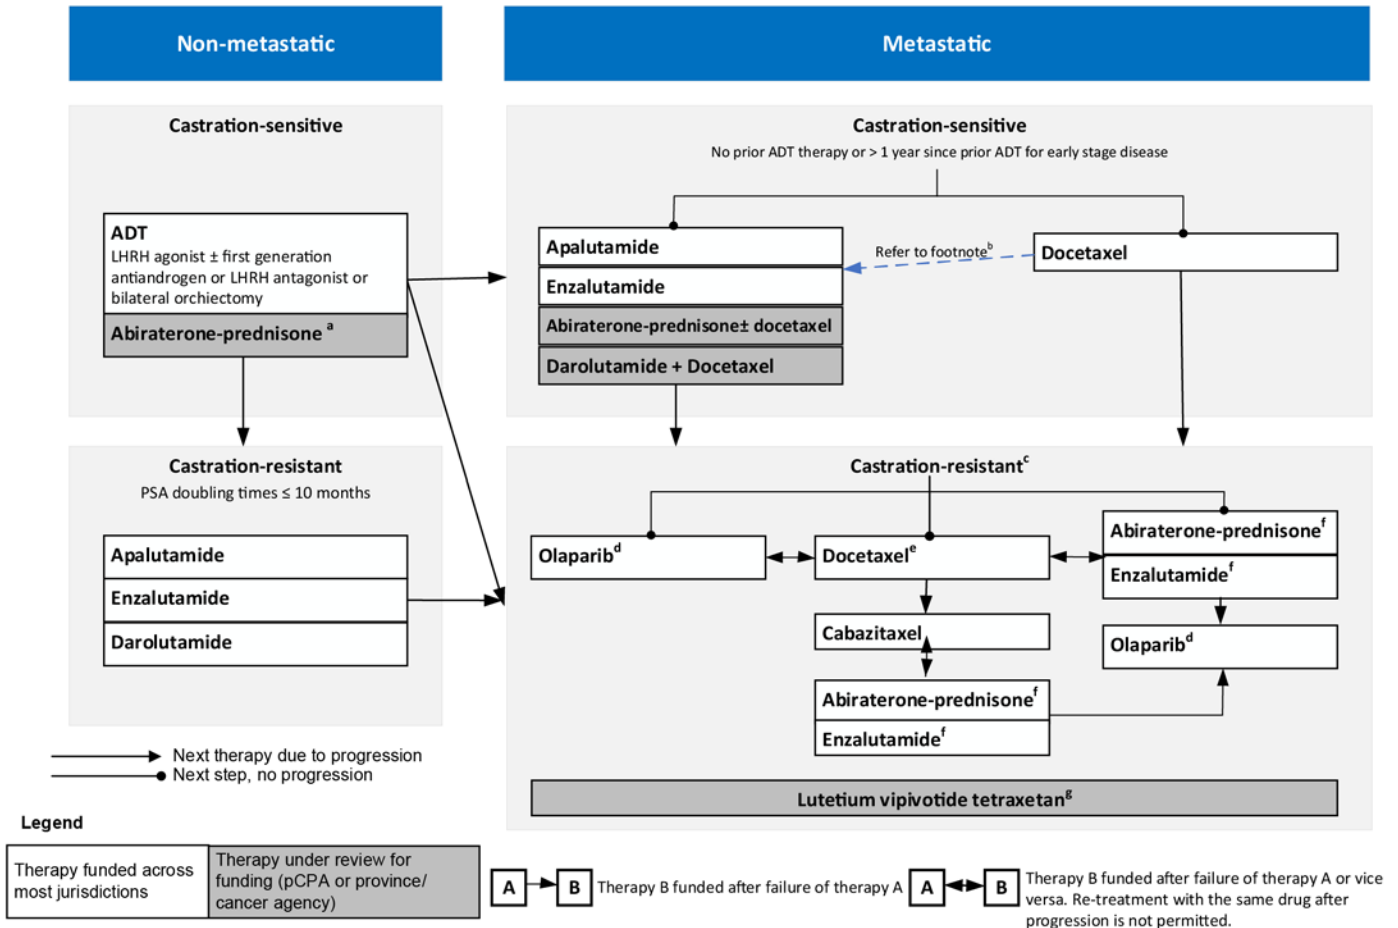 Non-metastatic
Metastatic
Castration-sensitive
ADT
LHRH agonist ± first generation
antiandrogen or LHRH antagonist or
bilateral orchiectomy
Abiraterone-prednisone a
Castration-sensitive
No prior ADT therapy or > 1 year since prior ADT for early stage disease
Apalutamide
Enzalutamide
Abiraterone-prednisone± docetaxel
Darolutamide + Docetaxel
Refer to footnote b
Docetaxel
Castration-resistant
PSA doubling times ≤ 10 months
Apalutamide
Enzalutamide
Darolutamide
Castration-resistant c
Olaparib d
Docetaxel e
Abiraterone-prednisone f
Enzalutamide f
Cabazitaxel
Olaparib d
Abiraterone-prednisone f
Enzalutamide f
Lutetium vipivotide tetraxetan g
Next therapy due to progression
Next step, no progression
Legend
Therapy funded across
most jurisdictions
Therapy under review for
funding (pCPA or province/
cancer agency)
A
B
Therapy B funded after failure of therapy A
A
B
Therapy B funded after failure of therapy A or vice
versa. Re-treatment with the same drug after
progression is not permitted.